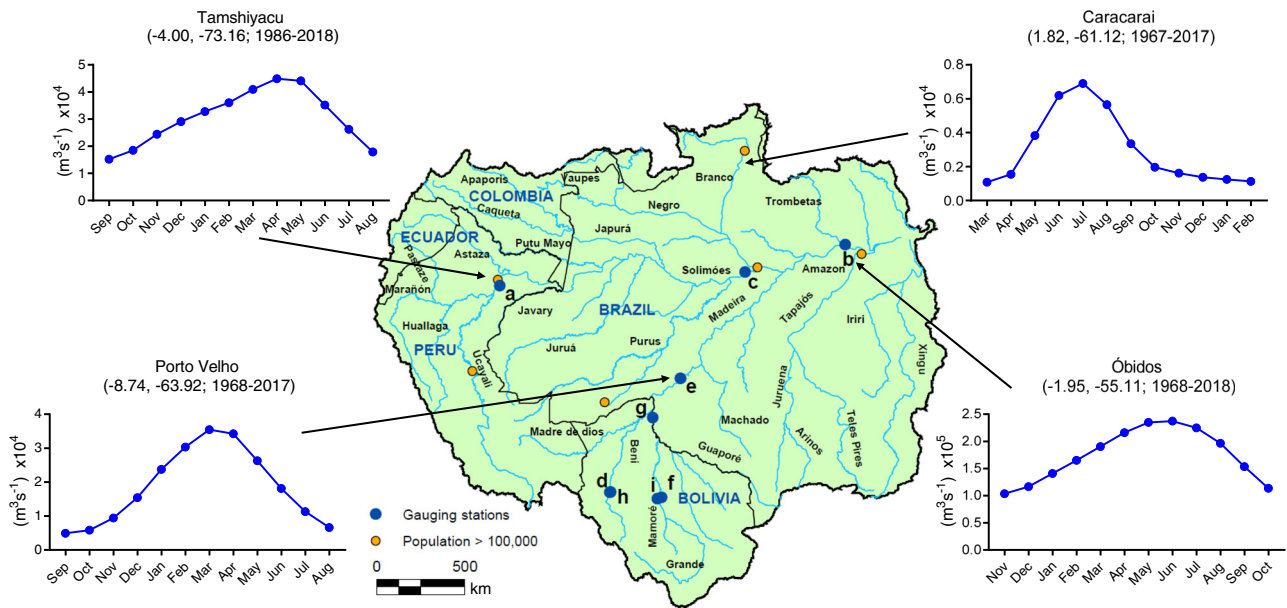 Tamshiyacu
(-4.00, -73.16; 1986-2018)
(m³s⁻¹) x10⁴
5
4
3
2
1
0
Sep
Oct
Nov
Dec
Jan
Feb
Mar
Apr
May
Jun
Jul
Aug
Caracarai
(1.82, -61.12; 1967-2017)
(m³s⁻¹) x10⁴
0.8
0.6
0.4
0.2
0.0
Mar
Apr
May
Jun
Jul
Aug
Sep
Oct
Nov
Dec
Jan
Feb
Apaporis
Vaupes
COLOMBIA
Caqueta
Branco
Negro
Trombetas
ECUADOR
Putu Mayo
Japurá
Pastaze
Astaza
Marañón
a
Solimóes
c
Amazon
b
Javary
BRAZIL
Madeira
Tapajós
Iriri
Huallaga
PERU
Ucayali
Juruá
Purus
Xingu
e
Juruena
g
Machado
Madre de dios
Beni
Guaporé
Arinos
Teles Pires
d
h
i
f
BOLIVIA
Mamoré
Grande
Porto Velho
(-8.74, -63.92; 1968-2017)
(m³s⁻¹) x10⁴
4
3
2
1
0
Sep
Oct
Nov
Dec
Jan
Feb
Mar
Apr
May
Jun
Jul
Aug
Gauging stations
Population > 100,000
0 500
km
Óbidos
(-1.95, -55.11; 1968-2018)
(m³s⁻¹) x10⁵
2.5
2.0
1.5
1.0
0.5
0.0
Nov
Dec
Jan
Feb
Mar
Apr
May
Jun
Jul
Aug
Sep
Oct